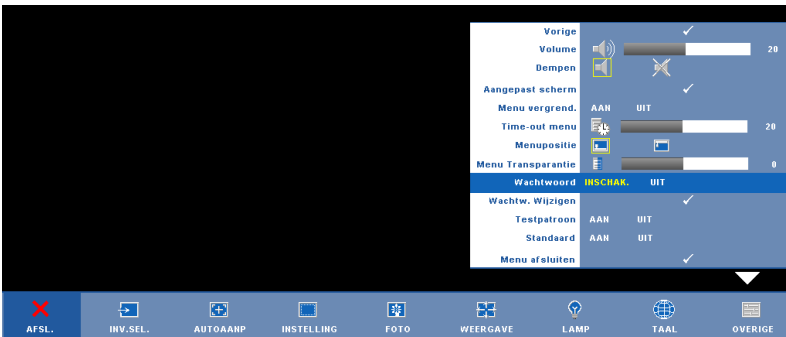 Vorige
Volume 20
Dempen
Aangepast scherm
Menu vergrend. AAN UIT
Time-out menu 20
Menupositie
Menu Transparantie 0
Wachtwoord INSCHAK. UIT
Wachtw. Wijzigen
Testpatroon AAN UIT
Standaard AAN UIT
Menu afsluiten
AFSL. INV.SEL. AUTOAANP INSTELLING FOTO WEERGAVE LAMP TAAL OVERIGE